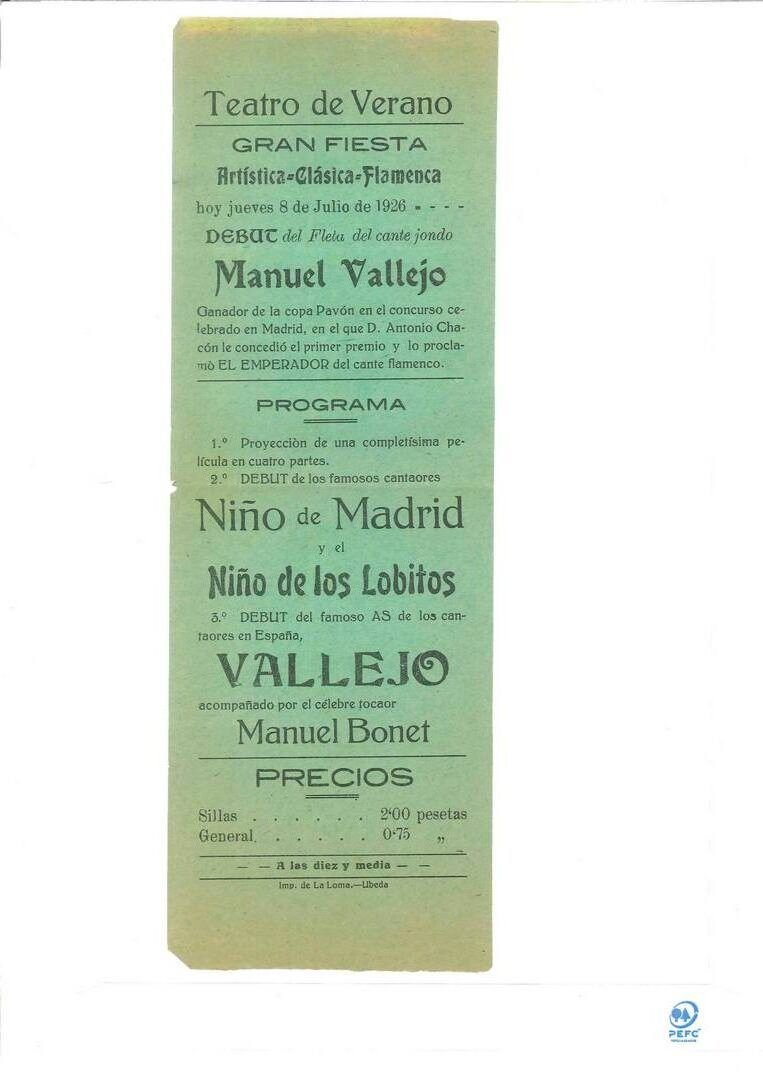 Teatro de Verano
GRAN FIESTA
Artística=Clásica=Flamenca
hoy jueves 8 de Julio de 1926 - - - -
DEBUT del Fleta del cante jondo
Manuel Vallejo
Ganador de la copa Pavón en el concurso ce-
lebrado en Madrid, en el que D. Antonio Cha-
cón le concedió el primer premio y lo procla-
mò EL EMPERADOR del cante flamenco.
PROGRAMA
1.º Proyecciòn de una completísima pe-
lícula en cuatro partes.
2.º DEBUT de los famosos cantaores
Niño de Madrid
y el
Niño de los Lobitos
3.º DEBUT del famoso AS de los can-
taores en España,
VALLEJO
acompañado por el célebre tocaor
Manuel Bonet
PRECIOS
Sillas . . . . . . 2'00 pesetas
General. . . . . . 0'75 „
— — A las diez y media — —
Imp. de La Loma.—Ubeda
PEFC